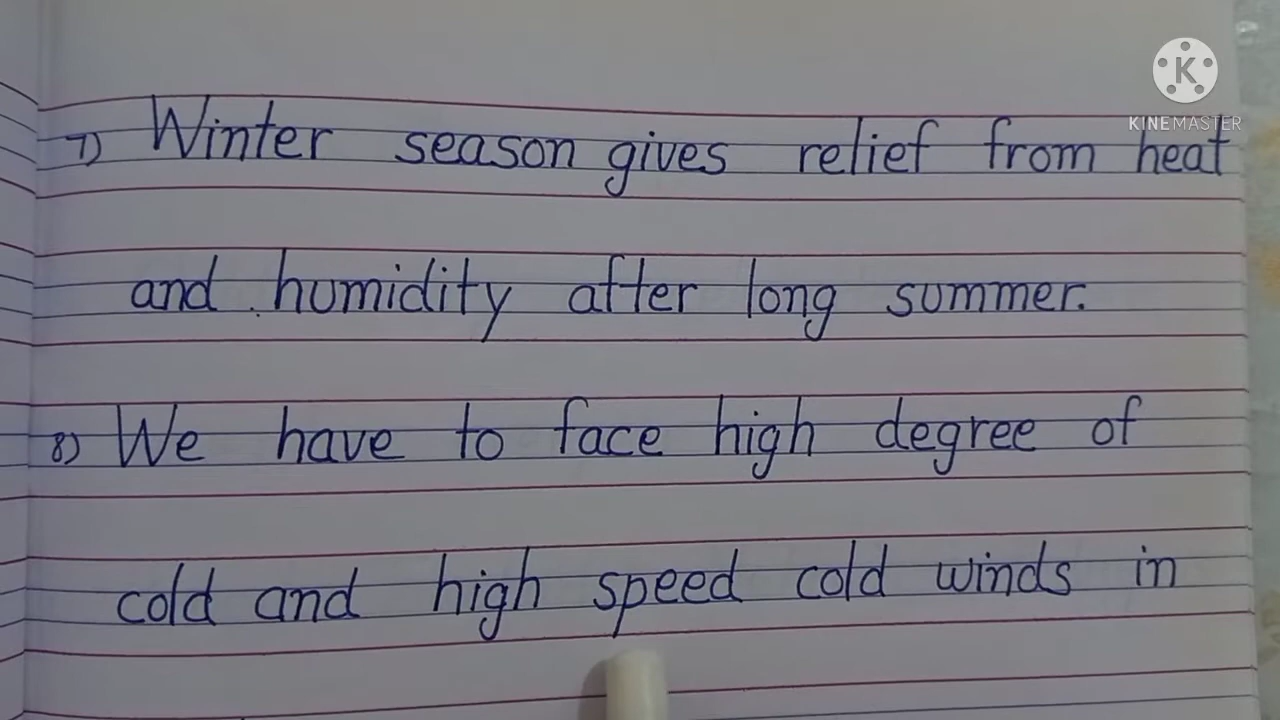 K
KINEMASTER
7) Winter season gives relief from heat
and humidity after long summer.
8) We have to face high degree of
cold and high speed cold winds in